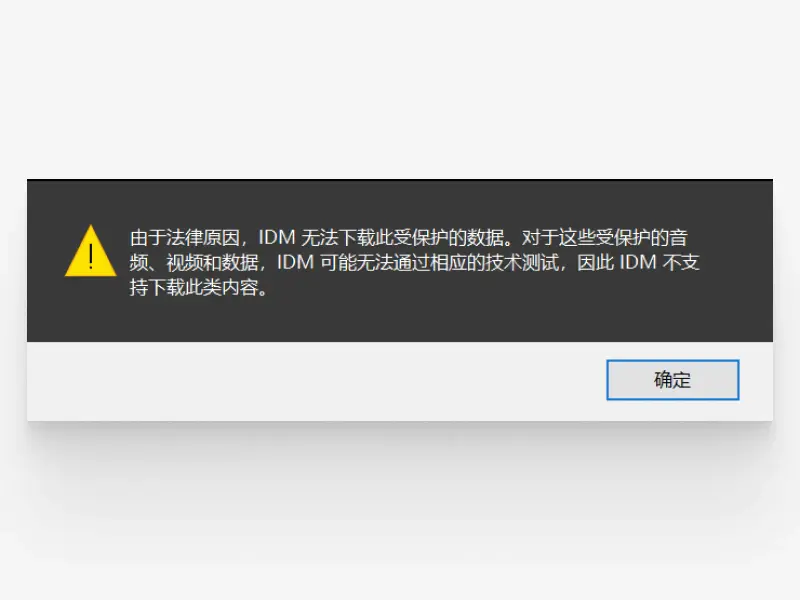 由于法律原因，IDM 无法下载此受保护的数据。对于这些受保护的音
频、视频和数据，IDM 可能无法通过相应的技术测试，因此 IDM 不支
持下载此类内容。
确定